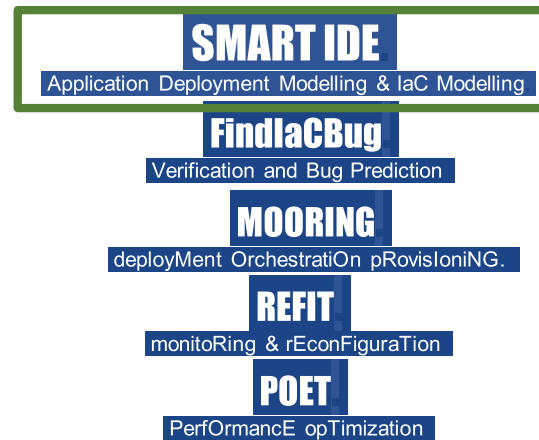 SMART IDE
Application Deployment Modelling & IaC Modelling
FindIaCBug
Verification and Bug Prediction
MOORING
deployMent OrchestratiOn pRovisIoniNG.
REFIT
monitoRing & rEconFiguraTion
POET
PerfOrmancE opTimization